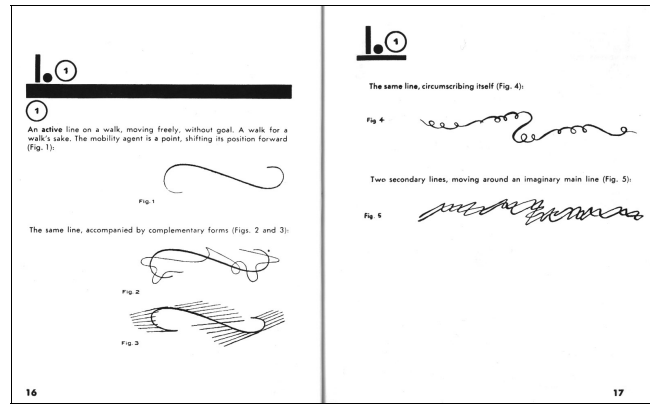 I. 1
1
An active line on a walk, moving freely, without goal. A walk for a
walk's sake. The mobility agent is a point, shifting its position forward
(Fig. 1):
Fig. 1
The same line, accompanied by complementary forms (Figs. 2 and 3):
Fig. 2
Fig. 3
16
I. 1
The same line, circumscribing itself (Fig. 4):
Fig 4
Two secondary lines, moving around an imaginary main line (Fig. 5):
Fig. 5
17